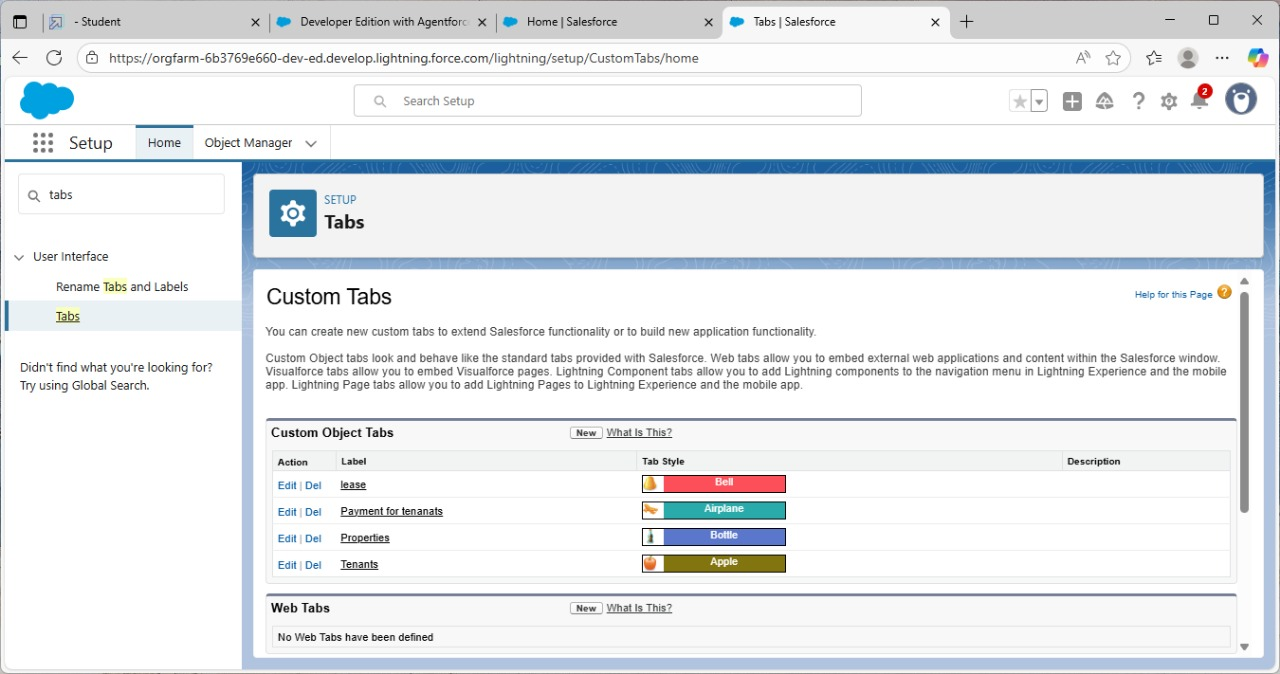 - Student
Developer Edition with Agentforc
Home | Salesforce
Tabs | Salesforce
https://orgfarm-6b3769e660-dev-ed.develop.lightning.force.com/lightning/setup/CustomTabs/home
Search Setup
2
Setup
Home
Object Manager
tabs
User Interface
Rename Tabs and Labels
Tabs
Didn't find what you're looking for?
Try using Global Search.
SETUP
Tabs
Custom Tabs
Help for this Page ?
You can create new custom tabs to extend Salesforce functionality or to build new application functionality.
Custom Object tabs look and behave like the standard tabs provided with Salesforce. Web tabs allow you to embed external web applications and content within the Salesforce window.
Visualforce tabs allow you to embed Visualforce pages. Lightning Component tabs allow you to add Lightning components to the navigation menu in Lightning Experience and the mobile
app. Lightning Page tabs allow you to add Lightning Pages to Lightning Experience and the mobile app.
Custom Object Tabs New What Is This?
Action Label Tab Style Description
Edit | Del lease Bell
Edit | Del Payment for tenanats Airplane
Edit | Del Properties Bottle
Edit | Del Tenants Apple
Web Tabs New What Is This?
No Web Tabs have been defined